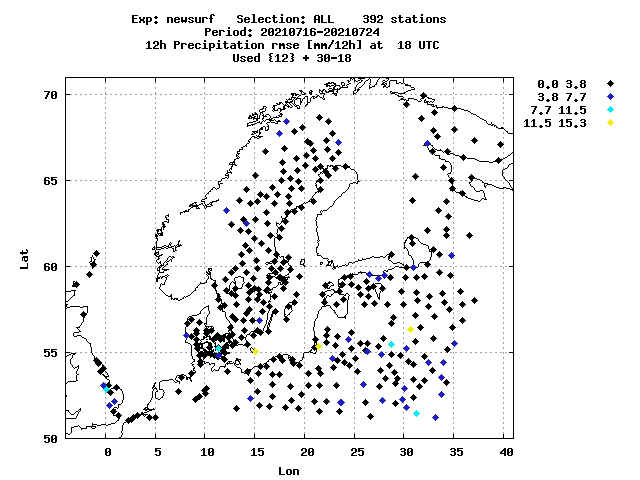 Exp: newsurf   Selection: ALL    392 stations
Period: 20210716-20210724
12h Precipitation rmse [mm/12h] at  18 UTC
Used {12} + 30-18
0.0 3.8
3.8 7.7
7.7 11.5
11.5 15.3
70
65
60
55
50
Lat
0 5 10 15 20 25 30 35 40
Lon